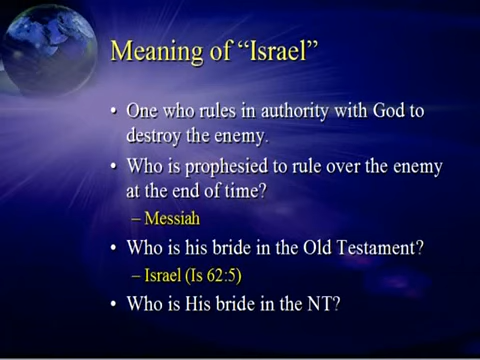 Meaning of “Israel”
• One who rules in authority with God to
destroy the enemy.
• Who is prophesied to rule over the enemy
at the end of time?
– Messiah
• Who is his bride in the Old Testament?
– Israel (Is 62:5)
• Who is His bride in the NT?